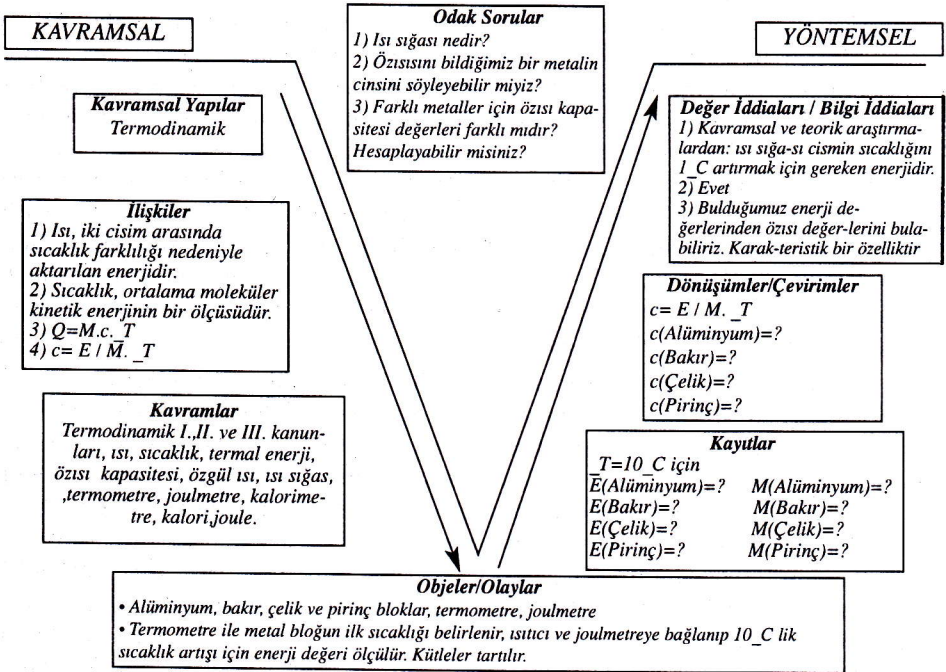 KAVRAMSAL
Odak Sorular
1) Isı sığası nedir?
2) Özısısını bildiğimiz bir metalin
cinsini söyleyebilir miyiz?
3) Farklı metaller için özısı kapa-
sitesi değerleri farklı mıdır?
Hesaplayabilir misiniz?
YÖNTEMSEL
Kavramsal Yapılar
Termodinamik
Değer İddiaları / Bilgi İddiaları
1) Kavramsal ve teorik araştırma-
lardan: ısı sığa-sı cismin sıcaklığını
1_C artırmak için gereken enerjidir.
2) Evet
3) Bulduğumuz enerji de-
ğerlerinden özısı değer-lerini bula-
biliriz. Karak-teristik bir özelliktir
İlişkiler
1) Isı, iki cisim arasında
sıcaklık farklılığı nedeniyle
aktarılan enerjidir.
2) Sıcaklık, ortalama moleküler
kinetik enerjinin bir ölçüsüdür.
3) Q=M.c._T
4) c= E / M. _T
Dönüşümler/Çevirimler
c= E / M. _T
c(Alüminyum)=?
c(Bakır)=?
c(Çelik)=?
c(Pirinç)=?
Kavramlar
Termodinamik I.,II. ve III. kanun-
ları, ısı, sıcaklık, termal enerji,
özısı kapasitesi, özgül ısı, ısı sığas,
,termometre, joulmetre, kalorime-
tre, kalori,joule.
Kayıtlar
_T=10_C için
E(Alüminyum)=? M(Alüminyum)=?
E(Bakır)=? M(Bakır)=?
E(Çelik)=? M(Çelik)=?
E(Pirinç)=? M(Pirinç)=?
Objeler/Olaylar
• Alüminyum, bakır, çelik ve pirinç bloklar, termometre, joulmetre
• Termometre ile metal bloğun ilk sıcaklığı belirlenir, ısıtıcı ve joulmetreye bağlanıp 10_C lik
sıcaklık artışı için enerji değeri ölçülür. Kütleler tartılır.